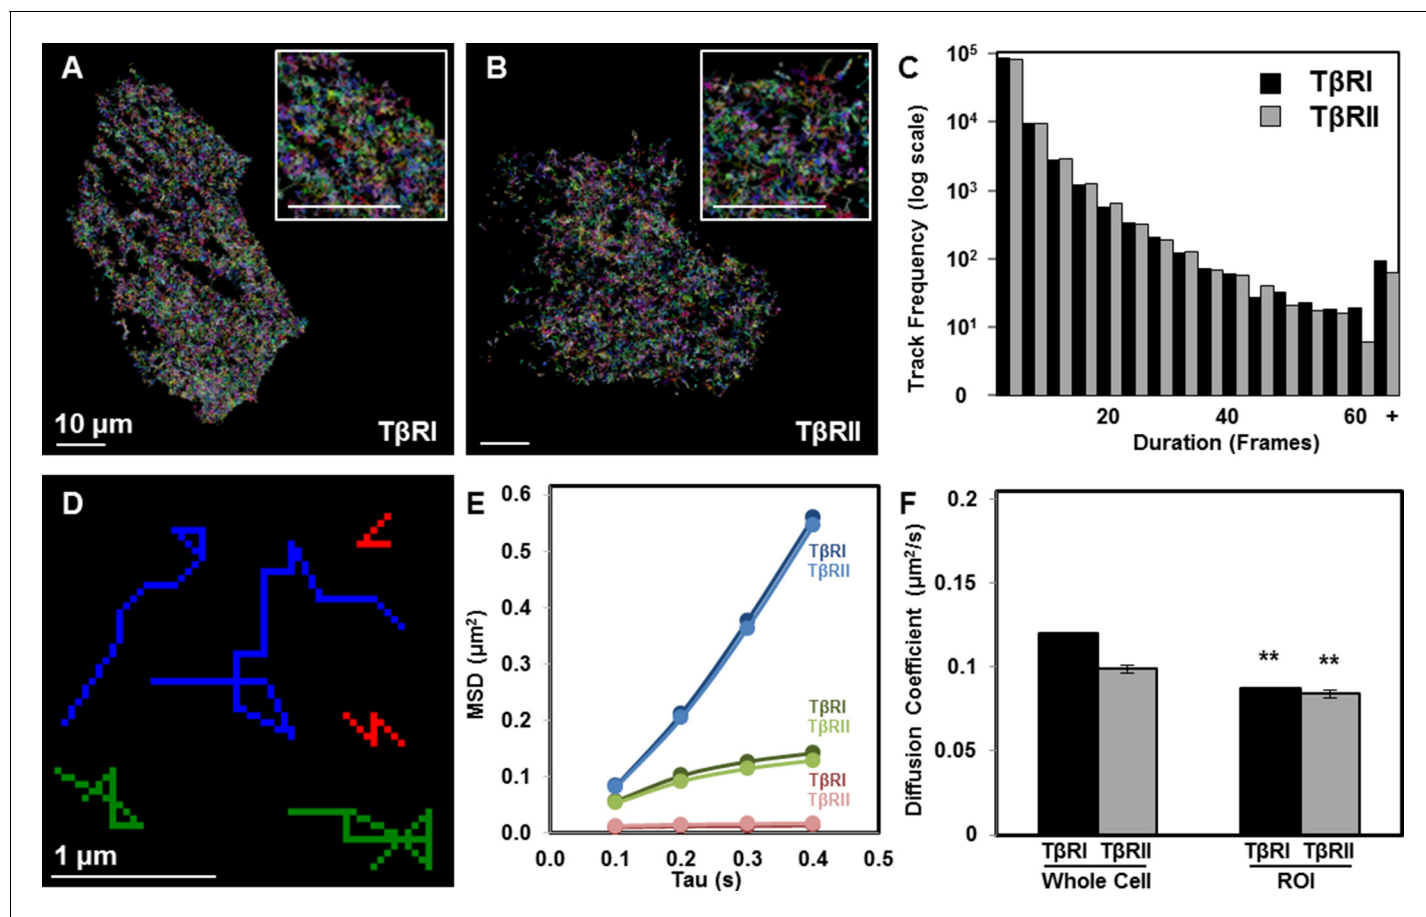 A
10 µm
TβRI
B
TβRII
C
TβRI
TβRII
Track Frequency (log scale)
10⁵
10⁴
10³
10²
10¹
0
20 40 60 +
Duration (Frames)
D
1 µm
E
MSD (µm²)
0.6
0.5
0.4
0.3
0.2
0.1
0.0
TβRI
TβRII
TβRI
TβRII
TβRI
TβRII
0.0 0.1 0.2 0.3 0.4 0.5
Tau (s)
F
Diffusion Coefficient (µm²/s)
0.2
0.15
0.1
0.05
0
** **
TβRI TβRII TβRI TβRII
Whole Cell ROI